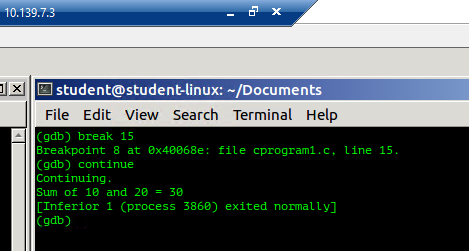 10.139.7.3
student@student-linux: ~/Documents
File Edit View Search Terminal Help
(gdb) break 15
Breakpoint 8 at 0x40068e: file cprogram1.c, line 15.
(gdb) continue
Continuing.
Sum of 10 and 20 = 30
[Inferior 1 (process 3860) exited normally]
(gdb)